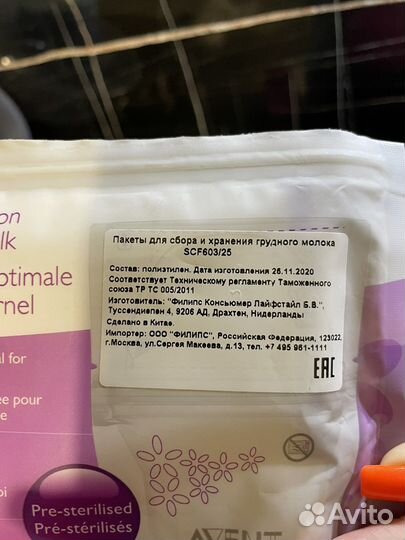 on
lk
ptimale
rnel
al for
ee pour
e
pi
Пакеты для сбора и хранения грудного молока
SCF603/25
Состав: полиэтилен. Дата изготовления 26.11.2020
Соответствует Техническому регламенту Таможенного
союза ТР ТС 005/2011
Изготовитель: "Филипс Консьюмер Лайфстайл Б.В.",
Туссендиепен 4, 9206 АД, Драхтен, Нидерланды
Сделано в Китае.
Импортер: ООО "ФИЛИПС", Российская Федерация, 123022,
г.Москва, ул.Сергея Макеева, д.13, тел. +7 495 961-1111
EAC
Pre-sterilised
Pré-stérilisés
AVENT
Avito